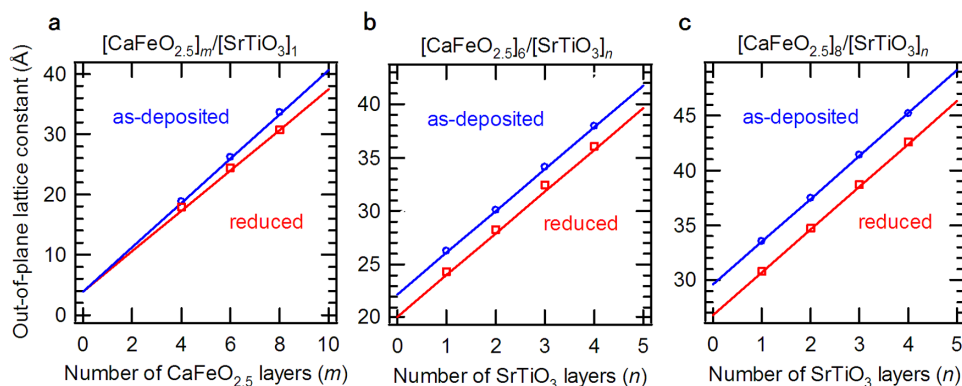 a
[CaFeO2.5]m/[SrTiO3]1
Out-of-plane lattice constant (Å)
40
30
20
10
0
as-deposited
reduced
0 2 4 6 8 10
Number of CaFeO2.5 layers (m)
b
[CaFeO2.5]6/[SrTiO3]n
40
35
30
25
20
as-deposited
reduced
0 1 2 3 4 5
Number of SrTiO3 layers (n)
c
[CaFeO2.5]8/[SrTiO3]n
45
40
35
30
as-deposited
reduced
0 1 2 3 4 5
Number of SrTiO3 layers (n)